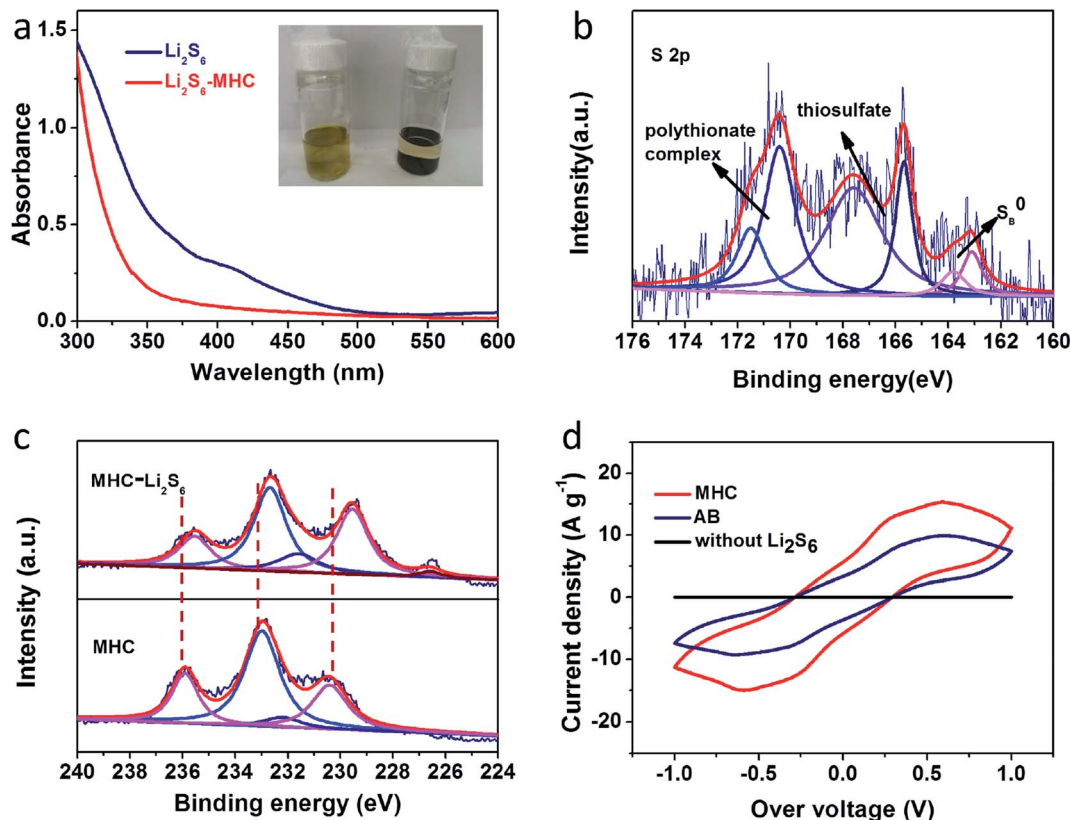 a
1.5
1.0
0.5
0.0
Absorbance
Li₂S₆
Li₂S₆-MHC
300 350 400 450 500 550 600
Wavelength (nm)
b
S 2p
polythionate
complex
thiosulfate
S_B⁰
Intensity(a.u.)
176 174 172 170 168 166 164 162 160
Binding energy(eV)
c
MHC-Li₂S₆
MHC
Intensity (a.u.)
240 238 236 234 232 230 228 226 224
Binding energy (eV)
d
20
10
0
-10
-20
Current density (A g⁻¹)
MHC
AB
without Li₂S₆
-1.0 -0.5 0.0 0.5 1.0
Over voltage (V)